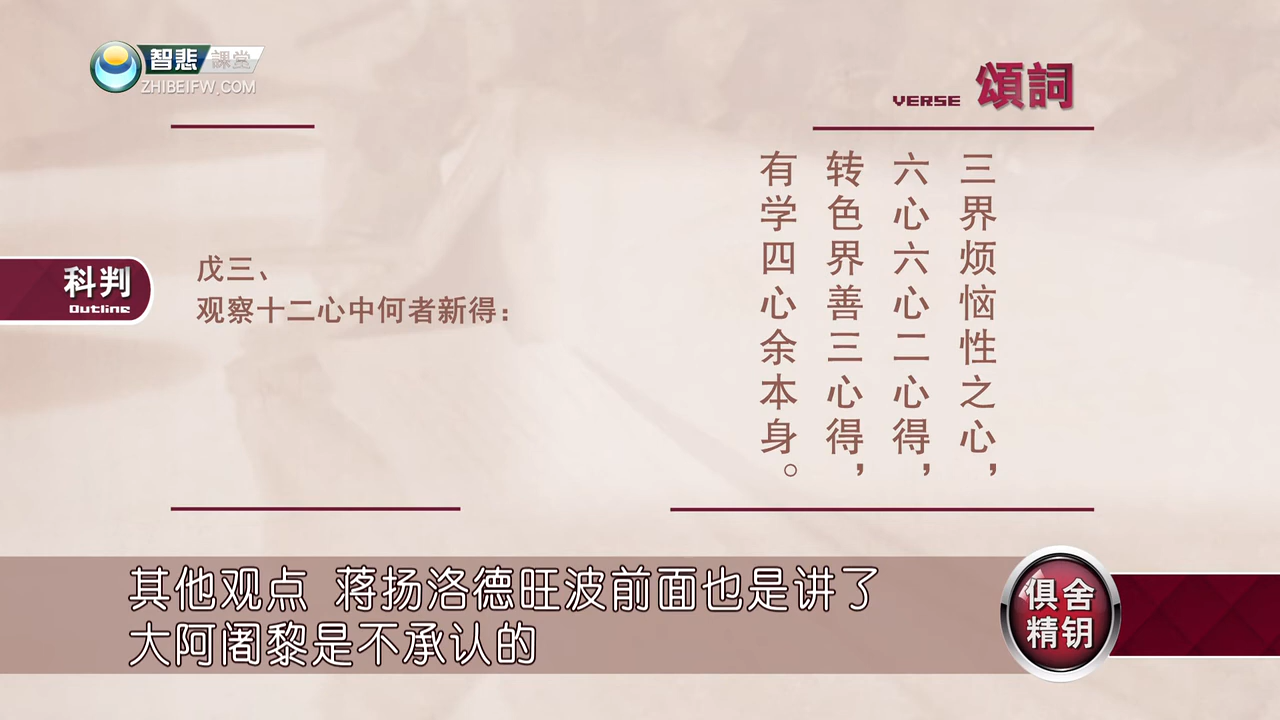 智悲课堂
ZHIBEIFW.COM
VERSE 頌詞
三界烦恼性之心，
六心六心二心得，
转色界善三心得，
有学四心余本身。
科判
Outline
戊三、
观察十二心中何者新得：
其他观点 蒋扬洛德旺波前面也是讲了
大阿阇黎是不承认的
俱舍
精钥